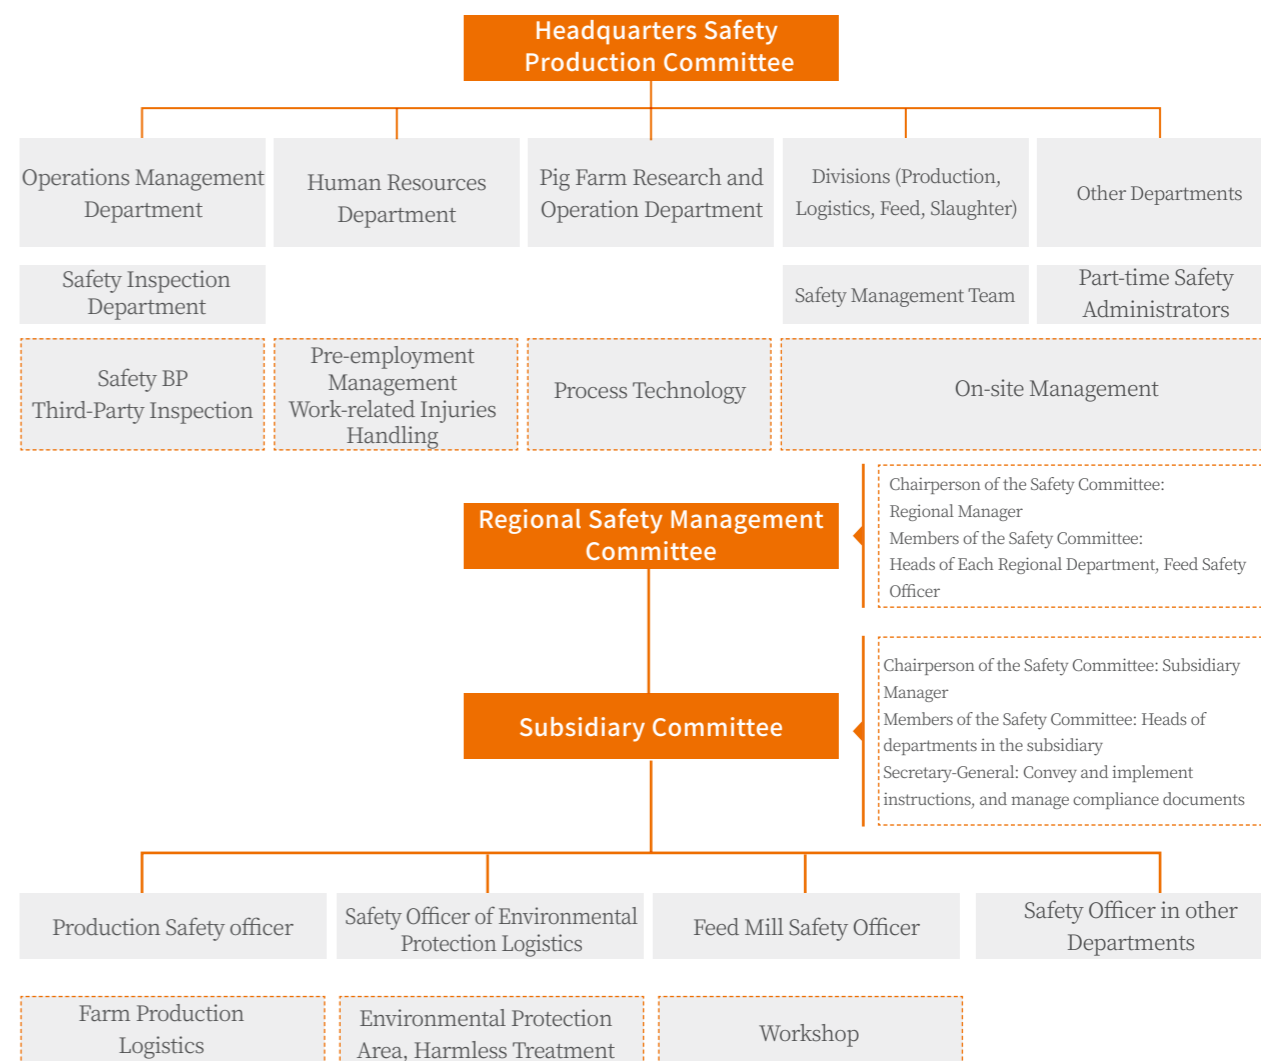 Headquarters Safety
Production Committee
Operations Management
Department
Human Resources
Department
Pig Farm Research and
Operation Department
Divisions (Production,
Logistics, Feed, Slaughter)
Other Departments
Safety Inspection
Department
Safety Management Team
Part-time Safety
Administrators
Safety BP
Third-Party Inspection
Pre-employment
Management
Work-related Injuries
Handling
Process Technology
On-site Management
Regional Safety Management
Committee
Chairperson of the Safety Committee:
Regional Manager
Members of the Safety Committee:
Heads of Each Regional Department, Feed Safety
Officer
Subsidiary Committee
Chairperson of the Safety Committee: Subsidiary
Manager
Members of the Safety Committee: Heads of
departments in the subsidiary
Secretary-General: Convey and implement
instructions, and manage compliance documents
Production Safety officer
Safety Officer of Environmental
Protection Logistics
Feed Mill Safety Officer
Safety Officer in other
Departments
Farm Production
Logistics
Environmental Protection
Area, Harmless Treatment
Workshop